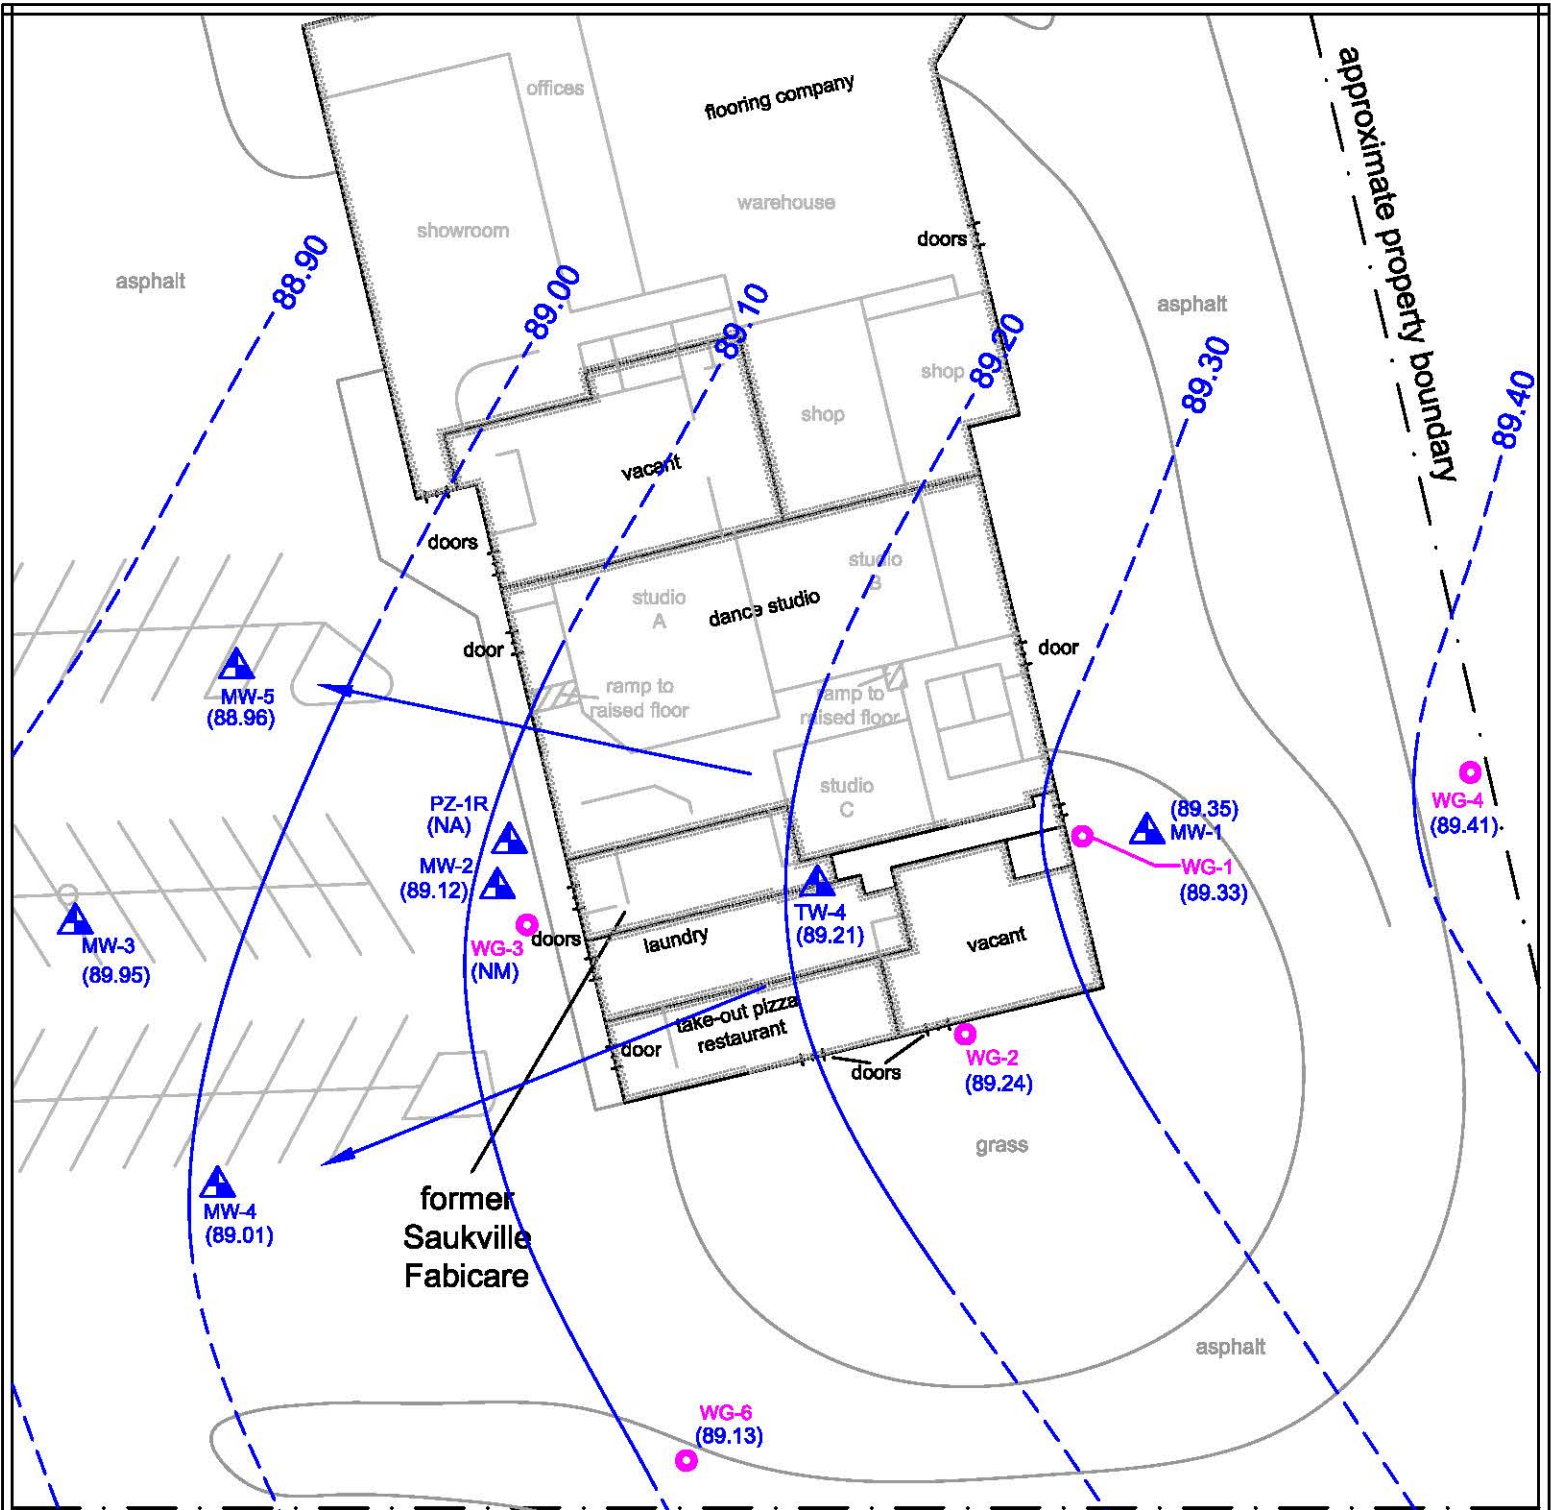 offices
flooring company
approximate property boundary
warehouse
showroom
doors
asphalt
88.90
89.00
89.10
asphalt
89.20
89.30
89.40
shop
shop
vacant
doors
studio
B
studio
A
dance studio
door
door
ramp to
raised floor
ramp to
raised floor
MW-5
(88.96)
studio
C
PZ-1R
(NA)
MW-2
(89.12)
(89.35)
MW-1
WG-1
(89.33)
WG-4
(89.41)
MW-3
(89.95)
WG-3
(NM)
doors
laundry
TW-4
(89.21)
vacant
take-out pizza
restaurant
door
doors
WG-2
(89.24)
grass
MW-4
(89.01)
former
Saukville
Fabicare
asphalt
WG-6
(89.13)